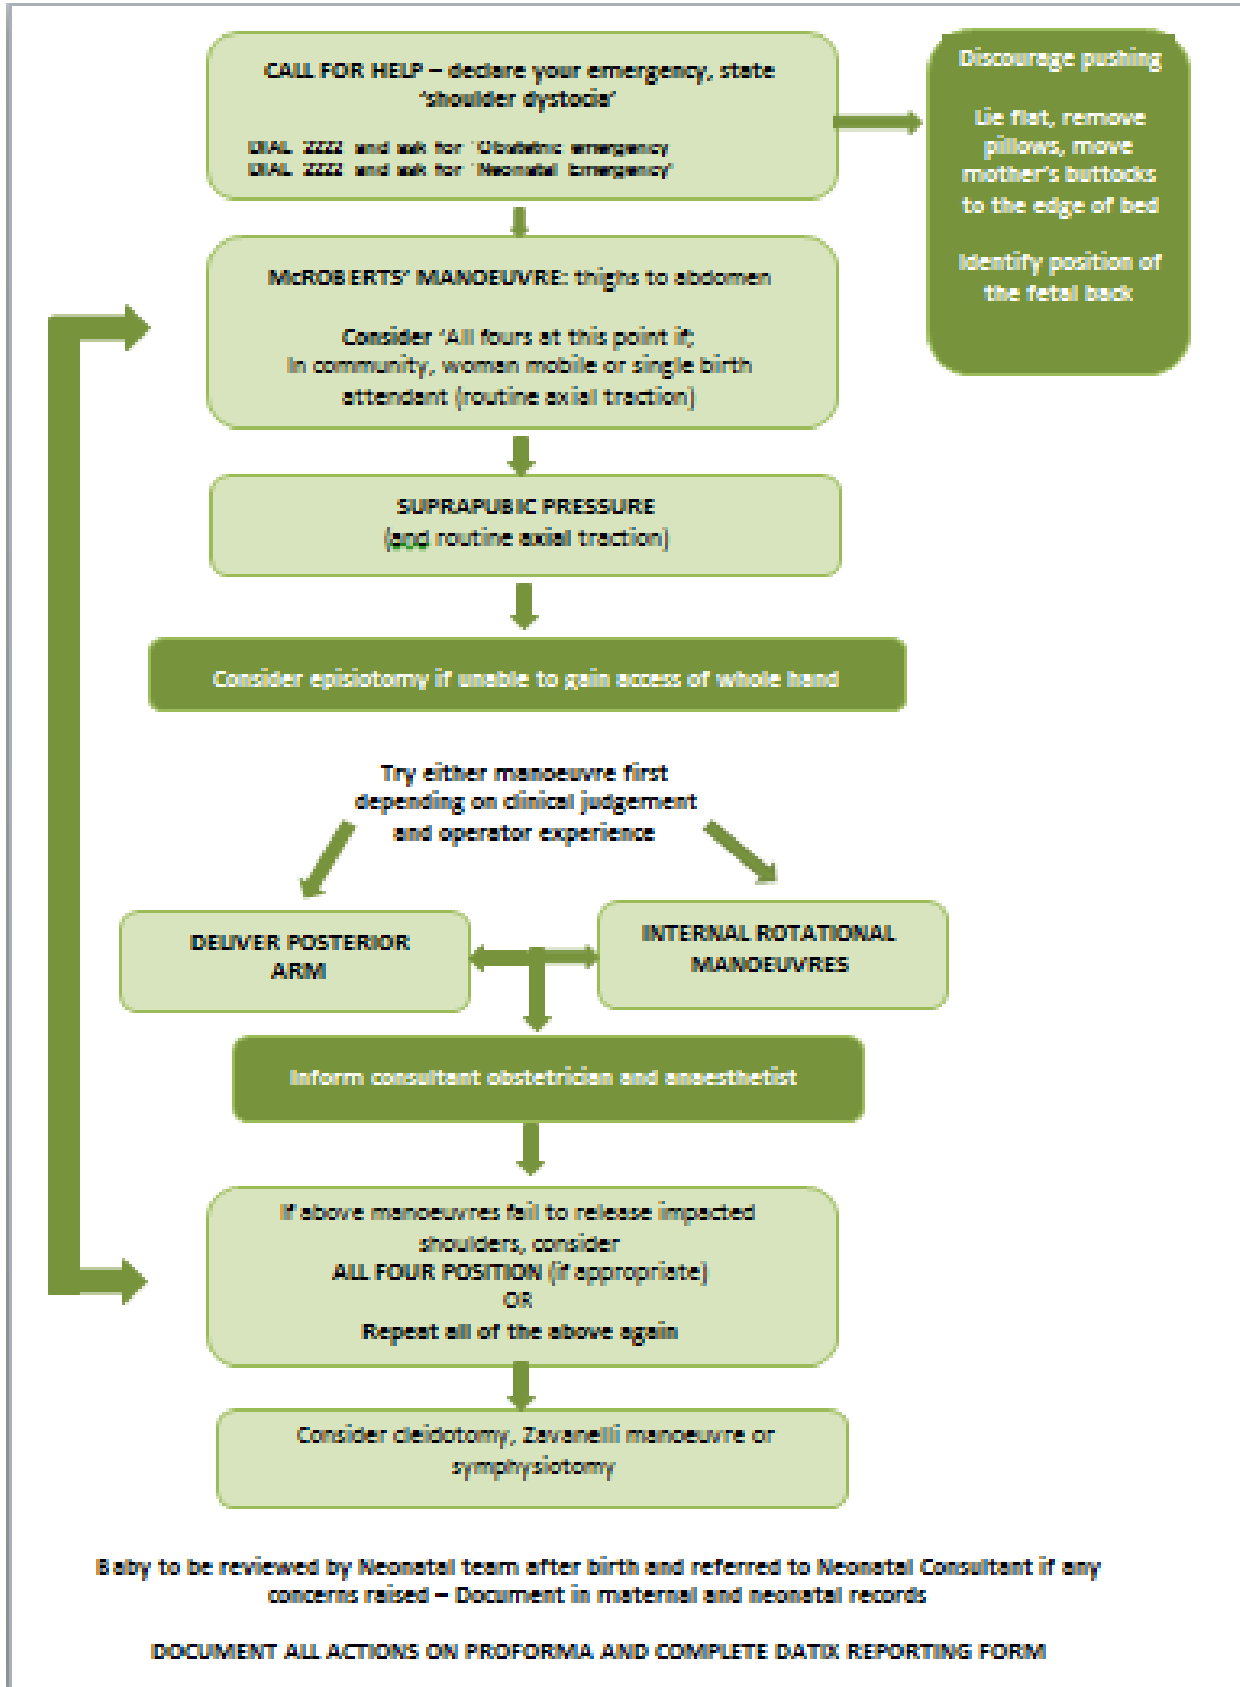 CALL FOR HELP – declare your emergency, state
'shoulder dystocia'
DIAL 2222 and ask for 'Obstetric emergency
DIAL 2222 and ask for 'Neonatal Emergency'
Discourage pushing
Lie flat, remove
pillows, move
mother's buttocks
to the edge of bed
Identify position of
the fetal back
McROBERTS' MANOEUVRE: thighs to abdomen
Consider 'All fours at this point if;
In community, woman mobile or single birth
attendant (routine axial traction)
SUPRAPUBIC PRESSURE
(and routine axial traction)
Consider episiotomy if unable to gain access of whole hand
Try either manoeuvre first
depending on clinical judgement
and operator experience
DELIVER POSTERIOR
ARM
INTERNAL ROTATIONAL
MANOEUVRES
Inform consultant obstetrician and anaesthetist
If above manoeuvres fail to release impacted
shoulders, consider
ALL FOUR POSITION (if appropriate)
OR
Repeat all of the above again
Consider cleidotomy, Zavanelli manoeuvre or
symphysiotomy
Baby to be reviewed by Neonatal team after birth and referred to Neonatal Consultant if any
concerns raised – Document in maternal and neonatal records
DOCUMENT ALL ACTIONS ON PROFORMA AND COMPLETE DATIX REPORTING FORM